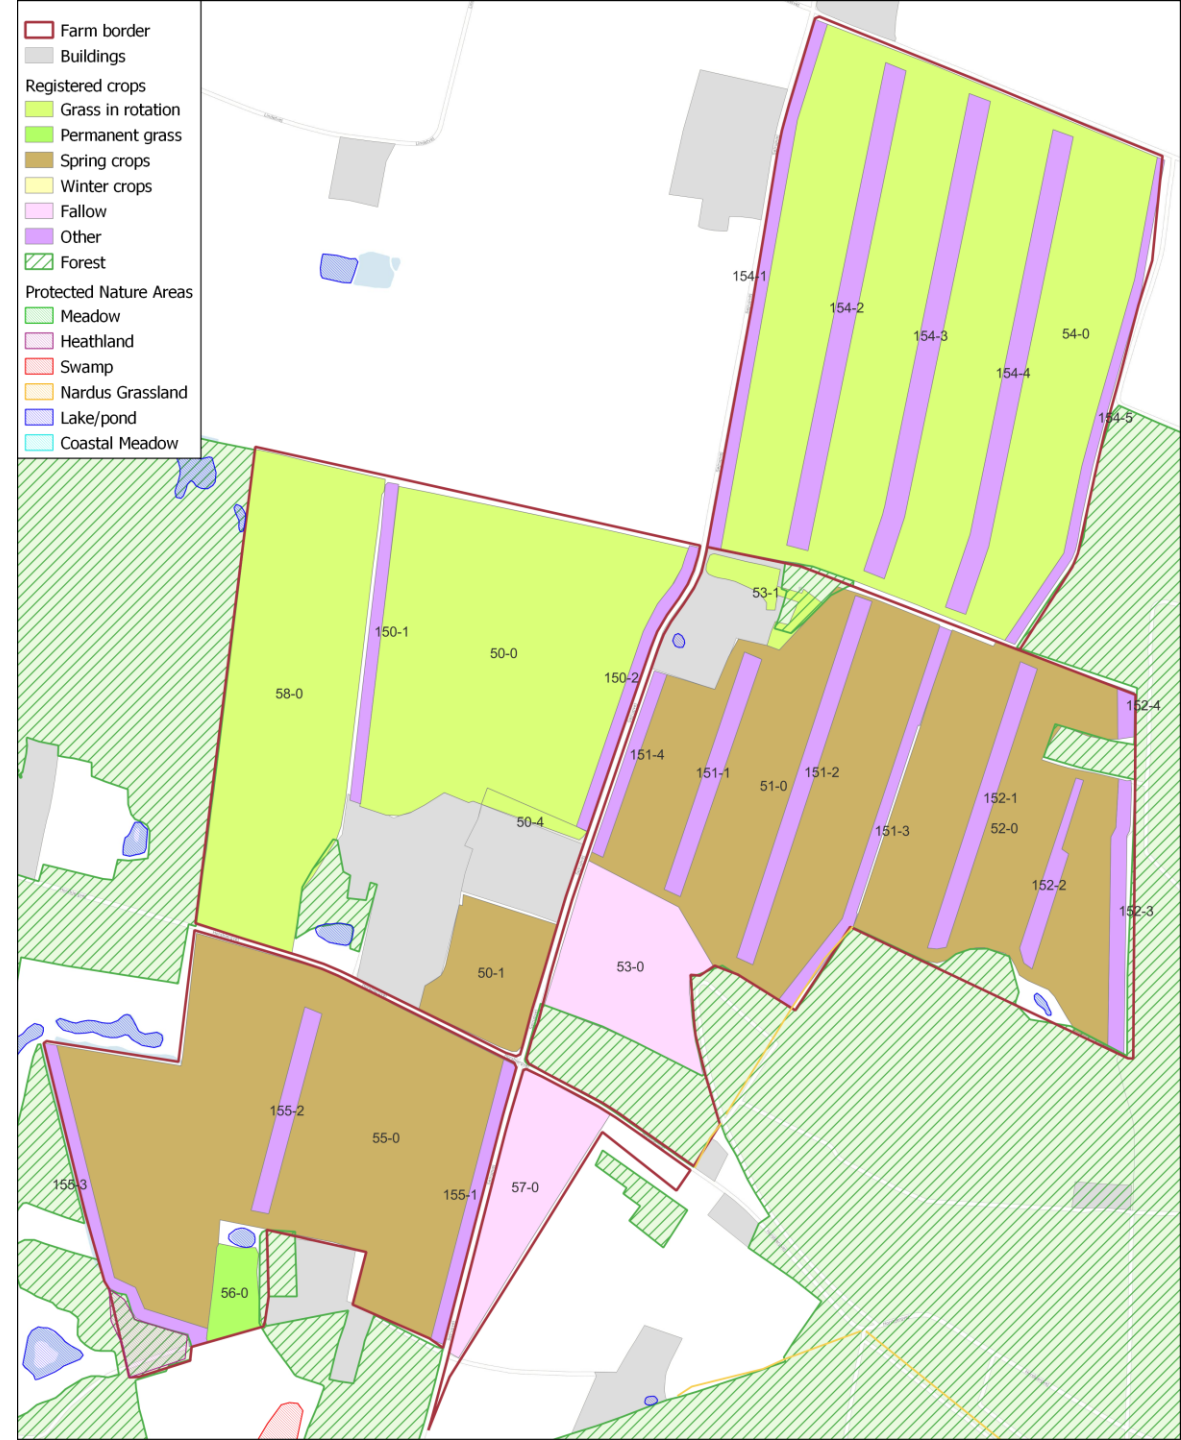 Farm border
Buildings
Registered crops
Grass in rotation
Permanent grass
Spring crops
Winter crops
Fallow
Other
Forest
Protected Nature Areas
Meadow
Heathland
Swamp
Nardus Grassland
Lake/pond
Coastal Meadow
154-1
154-2
154-3
54-0
154-4
154-5
53-1
150-1
50-0
150-2
58-0
152-4
151-4
151-1
51-0
151-2
152-1
50-4
151-3
52-0
152-2
152-3
53-0
50-1
155-2
55-0
155-3
155-1
57-0
56-0